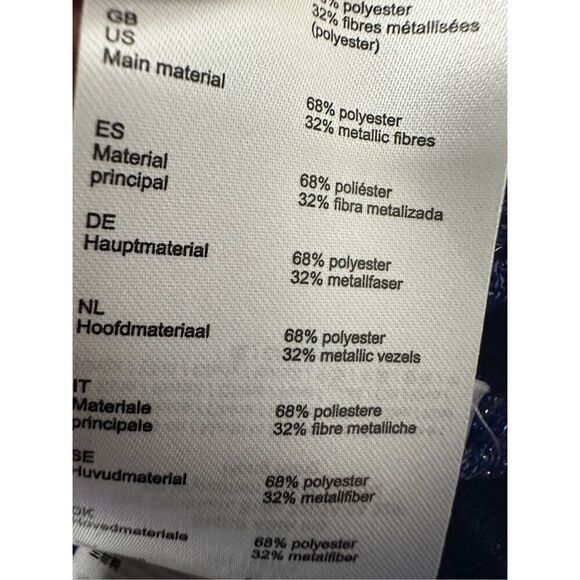 % polyester
32% fibres métallisées
(polyester)
GB
US
Main material
68% polyester
32% metallic fibres
ES
Material
principal
68% poliéster
32% fibra metalizada
DE
Hauptmaterial
68% polyester
32% metallfaser
NL
Hoofdmateriaal
68% polyester
32% metallic vezels
IT
Materiale
principale
68% poliestere
32% fibre metalliche
SE
Huvudmaterial
68% polyester
32% metallfiber
DK
Hovedmateriale
68% polyester
32% metalfiber